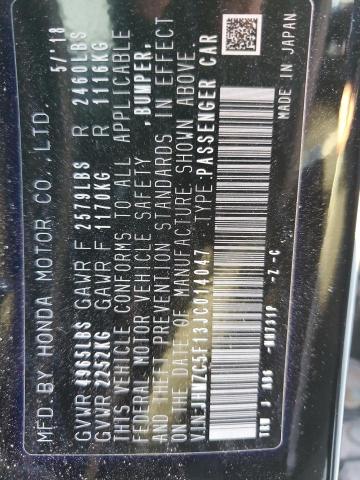 MFD.BY HONDA MOTOR CO.,LTD. 5/'18
GVWR 4965LBS GAWR F 2579LBS R 2460LBS
GVWR 2252KG GAWR F 1170KG R 1116KG
THIS VEHICLE CONFORMS TO ALL APPLICABLE
FEDERAL MOTOR VEHICLE SAFETY ,BUMPER,
AND THEFT PREVENTION STANDARDS IN EFFECT
ON THE DATE OF MANUFACTURE SHOWN ABOVE.
TYPE:PASSENGER CAR
-Z -C
MADE IN JAPAN